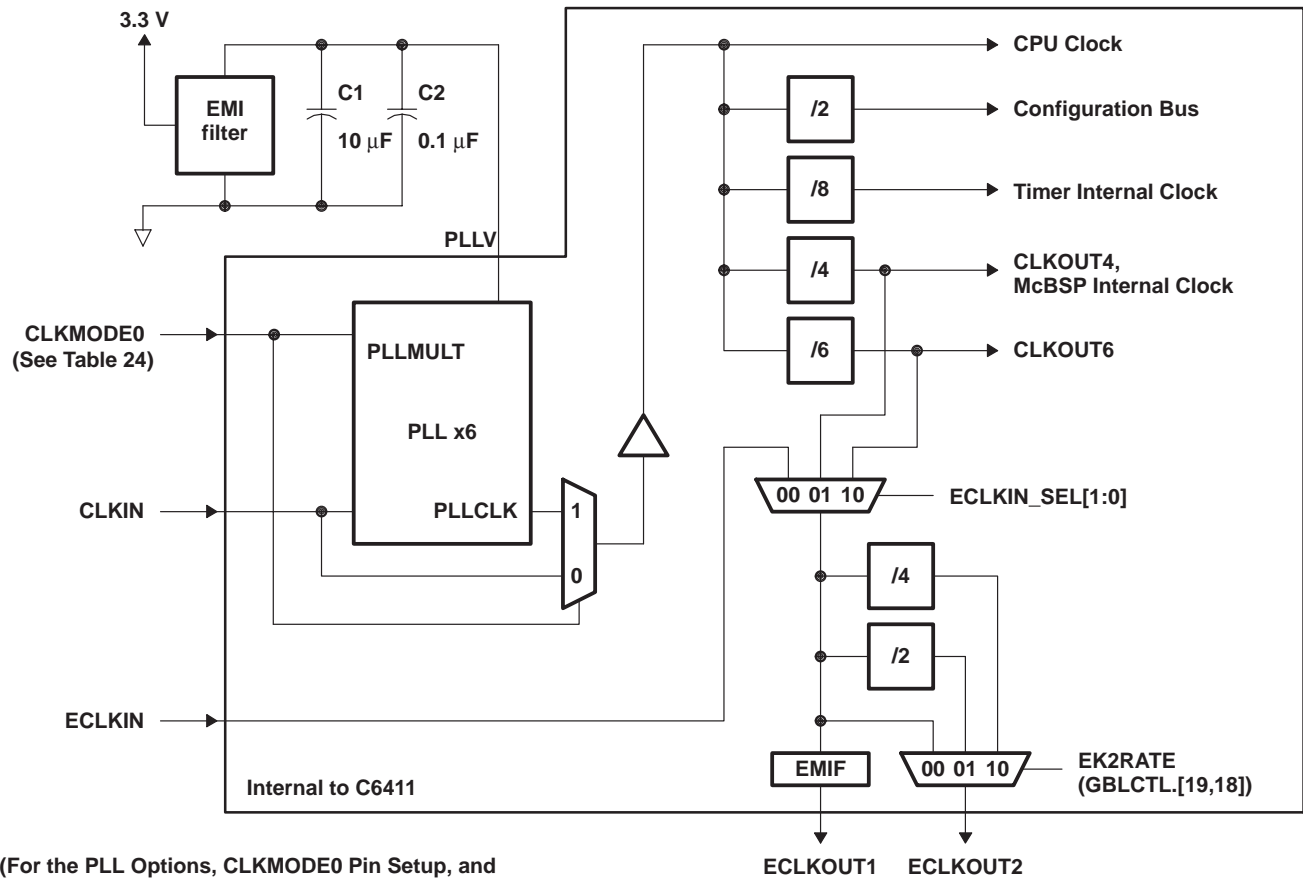 3.3 V
EMI
filter
C1
C2
10 μF
0.1 μF
PLLV
CPU Clock
/2
Configuration Bus
/8
Timer Internal Clock
/4
CLKOUT4,
McBSP Internal Clock
/6
CLKOUT6
CLKMODE0
(See Table 24)
PLLMULT
PLL x6
CLKIN
PLLCLK
1
0
00 01 10
ECLKIN_SEL[1:0]
/4
/2
ECLKIN
EMIF
00 01 10
EK2RATE
(GBLCTL.[19,18])
Internal to C6411
ECLKOUT1
ECLKOUT2
(For the PLL Options, CLKMODE0 Pin Setup, and